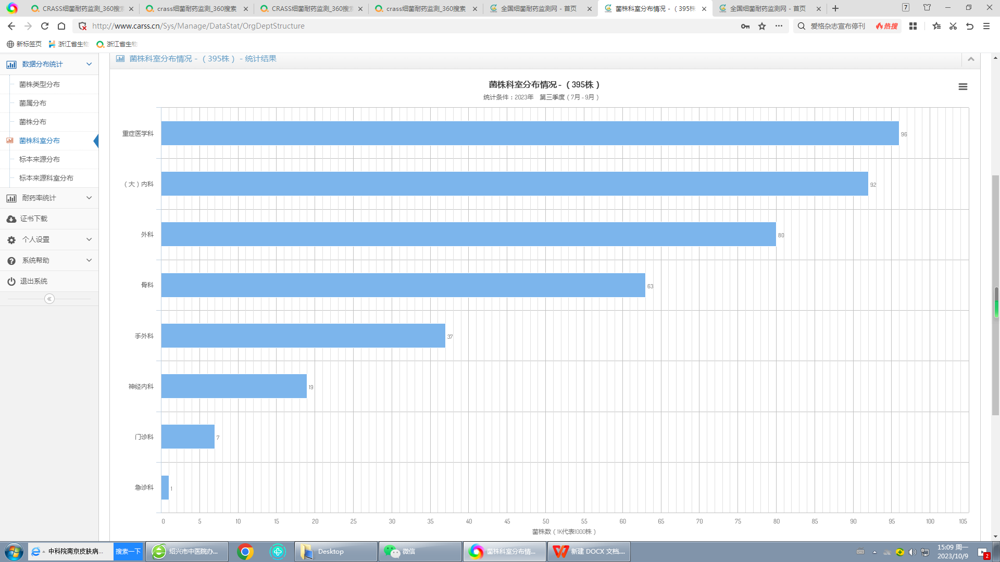 CRASS细菌耐药监测_360搜索
crass细菌耐药监测_360搜索
CRASS细菌耐药监测_360搜索
crass细菌耐药监测_360搜索
全国细菌耐药监测网 - 首页
菌株科室分布情况 - （395株
全国细菌耐药监测网 - 首页
7
http://www.carss.cn/Sys/Manage/DataStat/OrgDeptStructure
爱格杂志宣布停刊
热搜
新标签页
浙江省生物
浙江省生物
数据分布统计
菌株类型分布
菌属分布
菌株分布
菌株科室分布
标本来源分布
标本来源科室分布
耐药率统计
证书下载
个人设置
系统帮助
退出系统
菌株科室分布情况 - （395株） - 统计结果
菌株科室分布情况 - （395株）
统计条件：2023年 第三季度（7月 - 9月）
重症医学科 96
（大）内科 92
外科 80
骨科 63
手外科 37
神经内科 19
门诊科 7
急诊科 1
0 5 10 15 20 25 30 35 40 45 50 55 60 65 70 75 80 85 90 95 100 105
菌株数（1K代表1000株）
中科院南京皮肤病...
搜索一下
绍兴市中医院办...
Desktop
微信
菌株科室分布情...
新建 DOCX 文档....
15:09 周一
2023/10/9
2